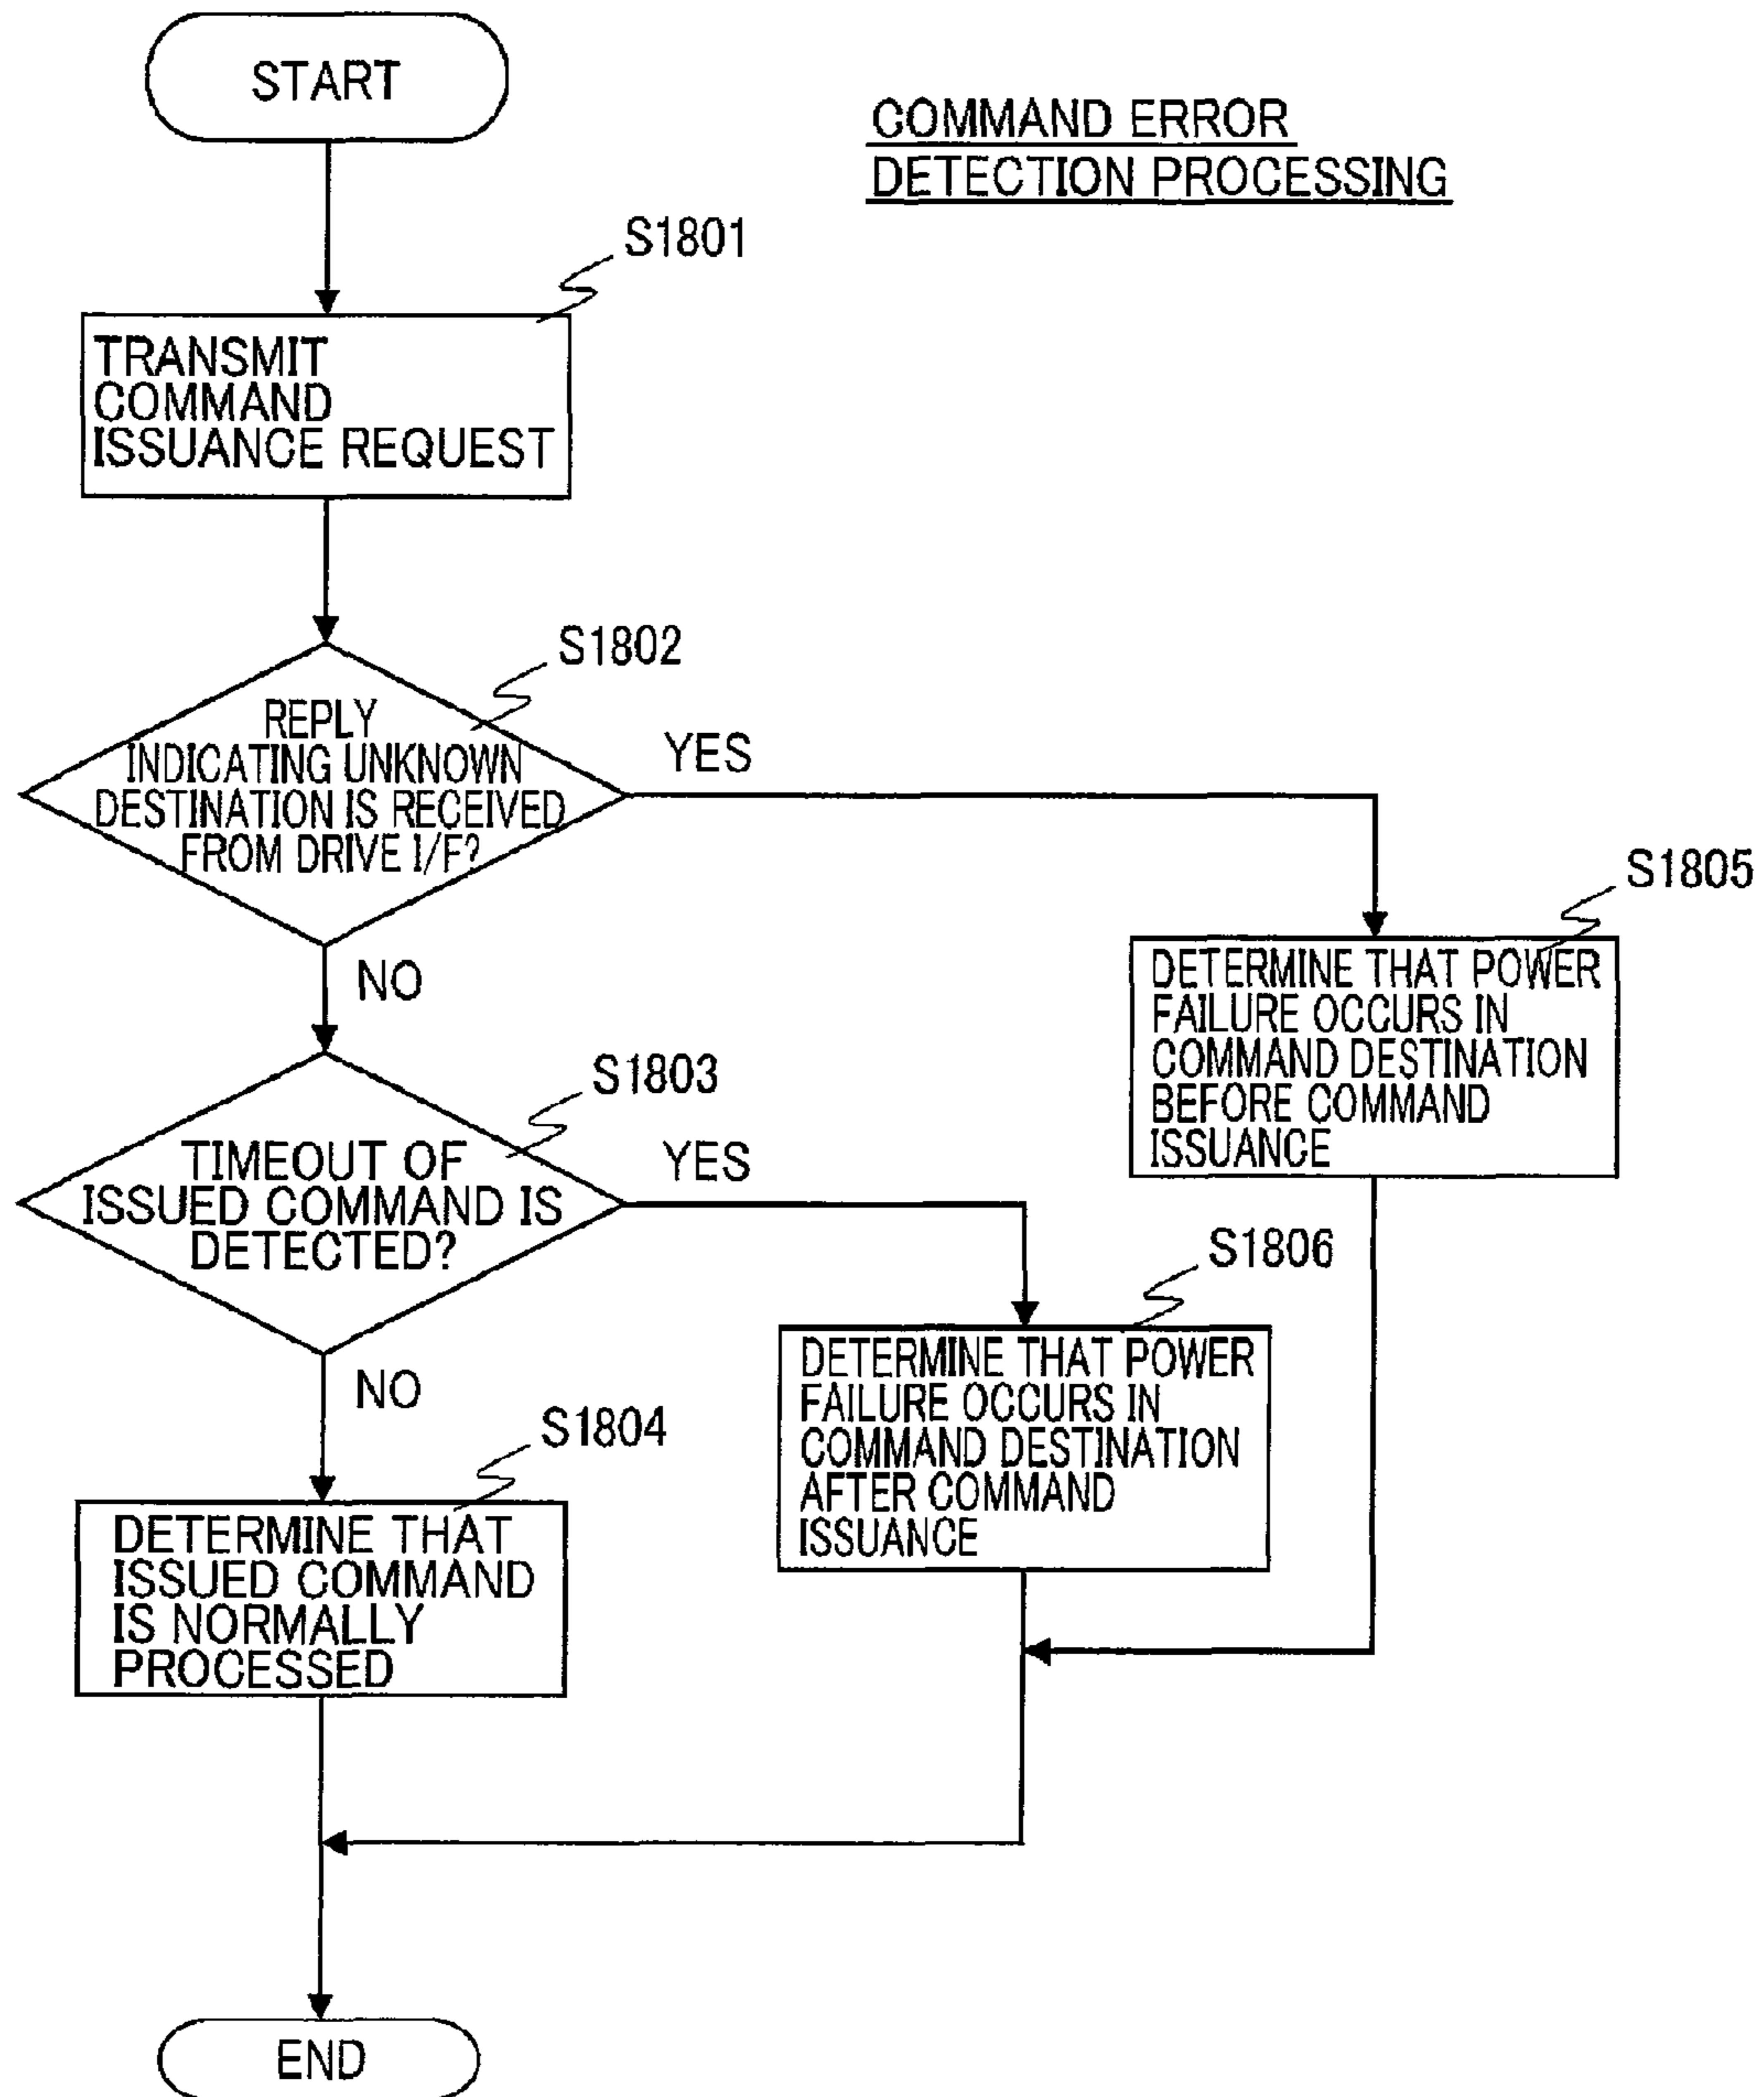 START
COMMAND ERROR
DETECTION PROCESSING
S1801
TRANSMIT
COMMAND
ISSUANCE REQUEST
S1802
REPLY
INDICATING UNKNOWN
DESTINATION IS RECEIVED
FROM DRIVE I/F?
YES
NO
S1805
DETERMINE THAT POWER
FAILURE OCCURS IN
COMMAND DESTINATION
BEFORE COMMAND
ISSUANCE
S1803
TIMEOUT OF
ISSUED COMMAND IS
DETECTED?
YES
NO
S1806
DETERMINE THAT POWER
FAILURE OCCURS IN
COMMAND DESTINATION
AFTER COMMAND
ISSUANCE
S1804
DETERMINE THAT
ISSUED COMMAND
IS NORMALLY
PROCESSED
END